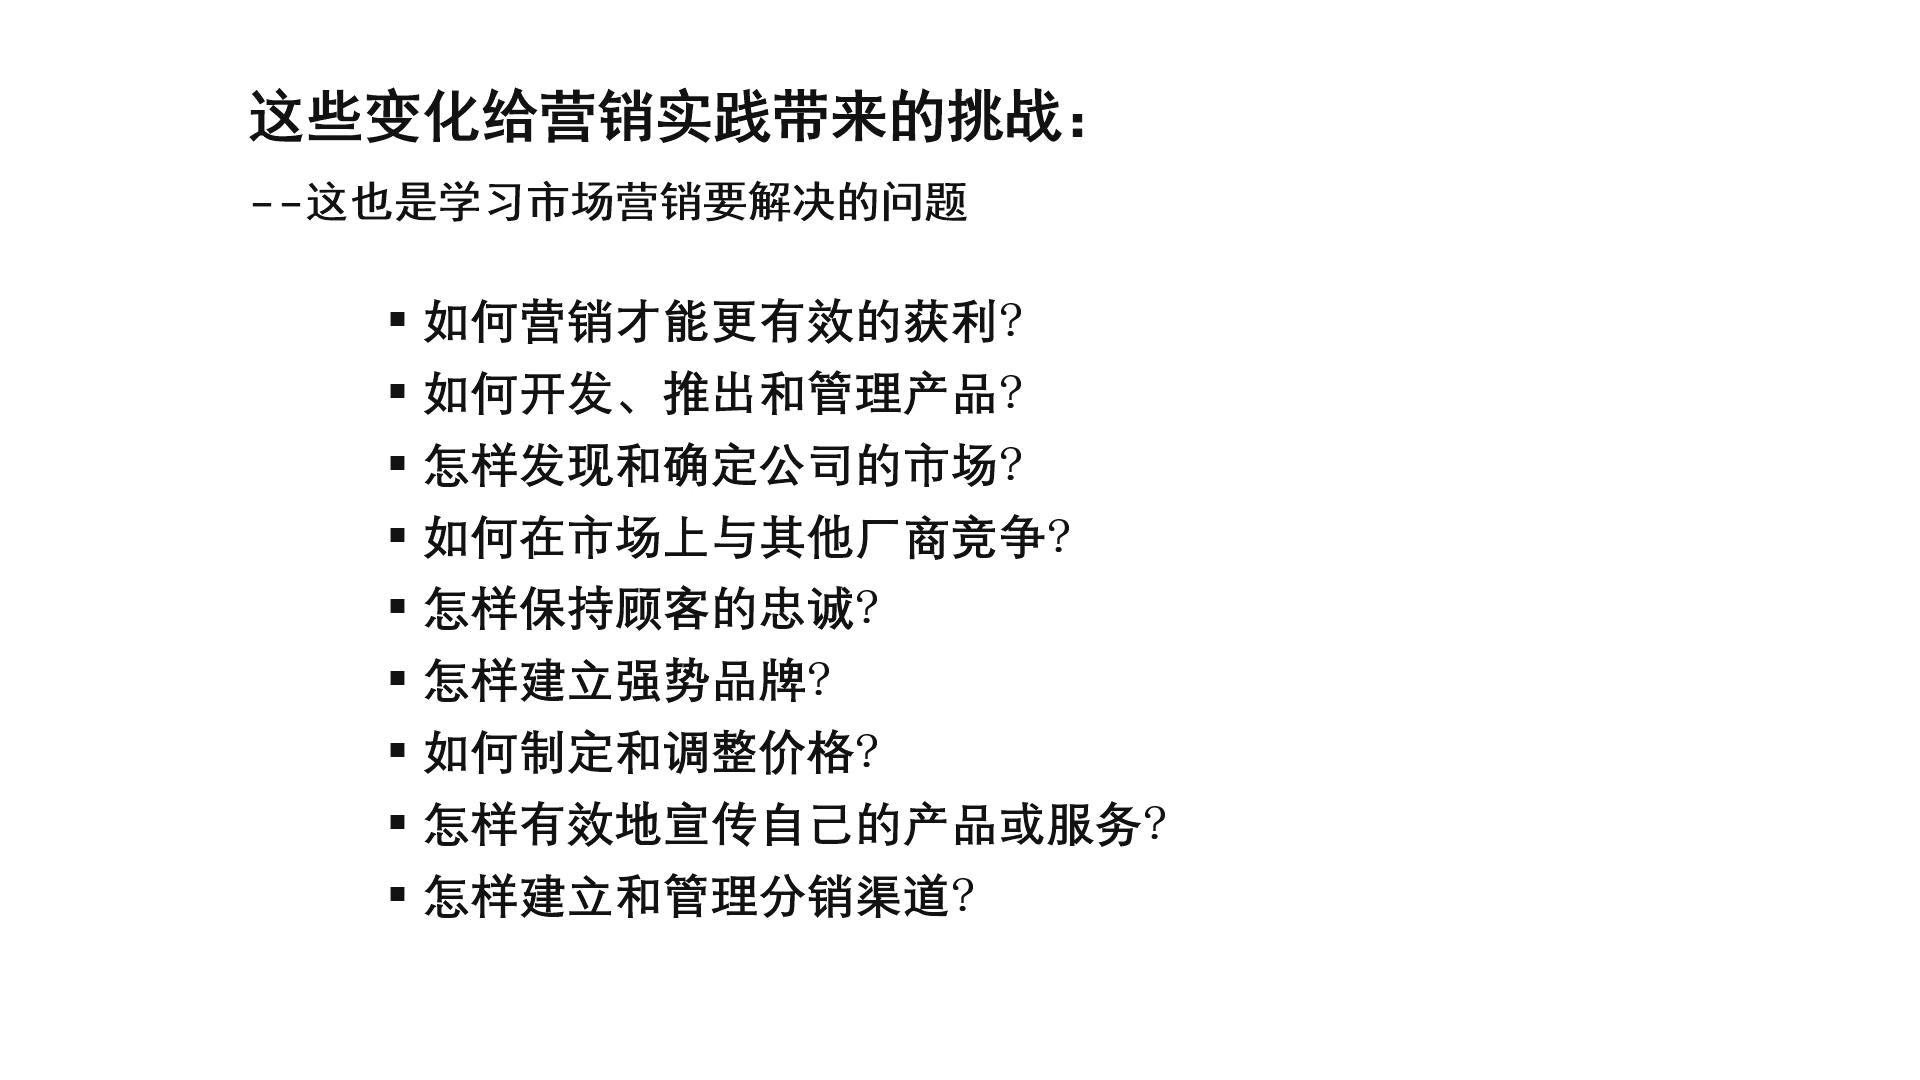 这些变化给营销实践带来的挑战：
--这也是学习市场营销要解决的问题
▪ 如何营销才能更有效的获利?
▪ 如何开发、推出和管理产品?
▪ 怎样发现和确定公司的市场?
▪ 如何在市场上与其他厂商竞争?
▪ 怎样保持顾客的忠诚?
▪ 怎样建立强势品牌?
▪ 如何制定和调整价格?
▪ 怎样有效地宣传自己的产品或服务?
▪ 怎样建立和管理分销渠道?